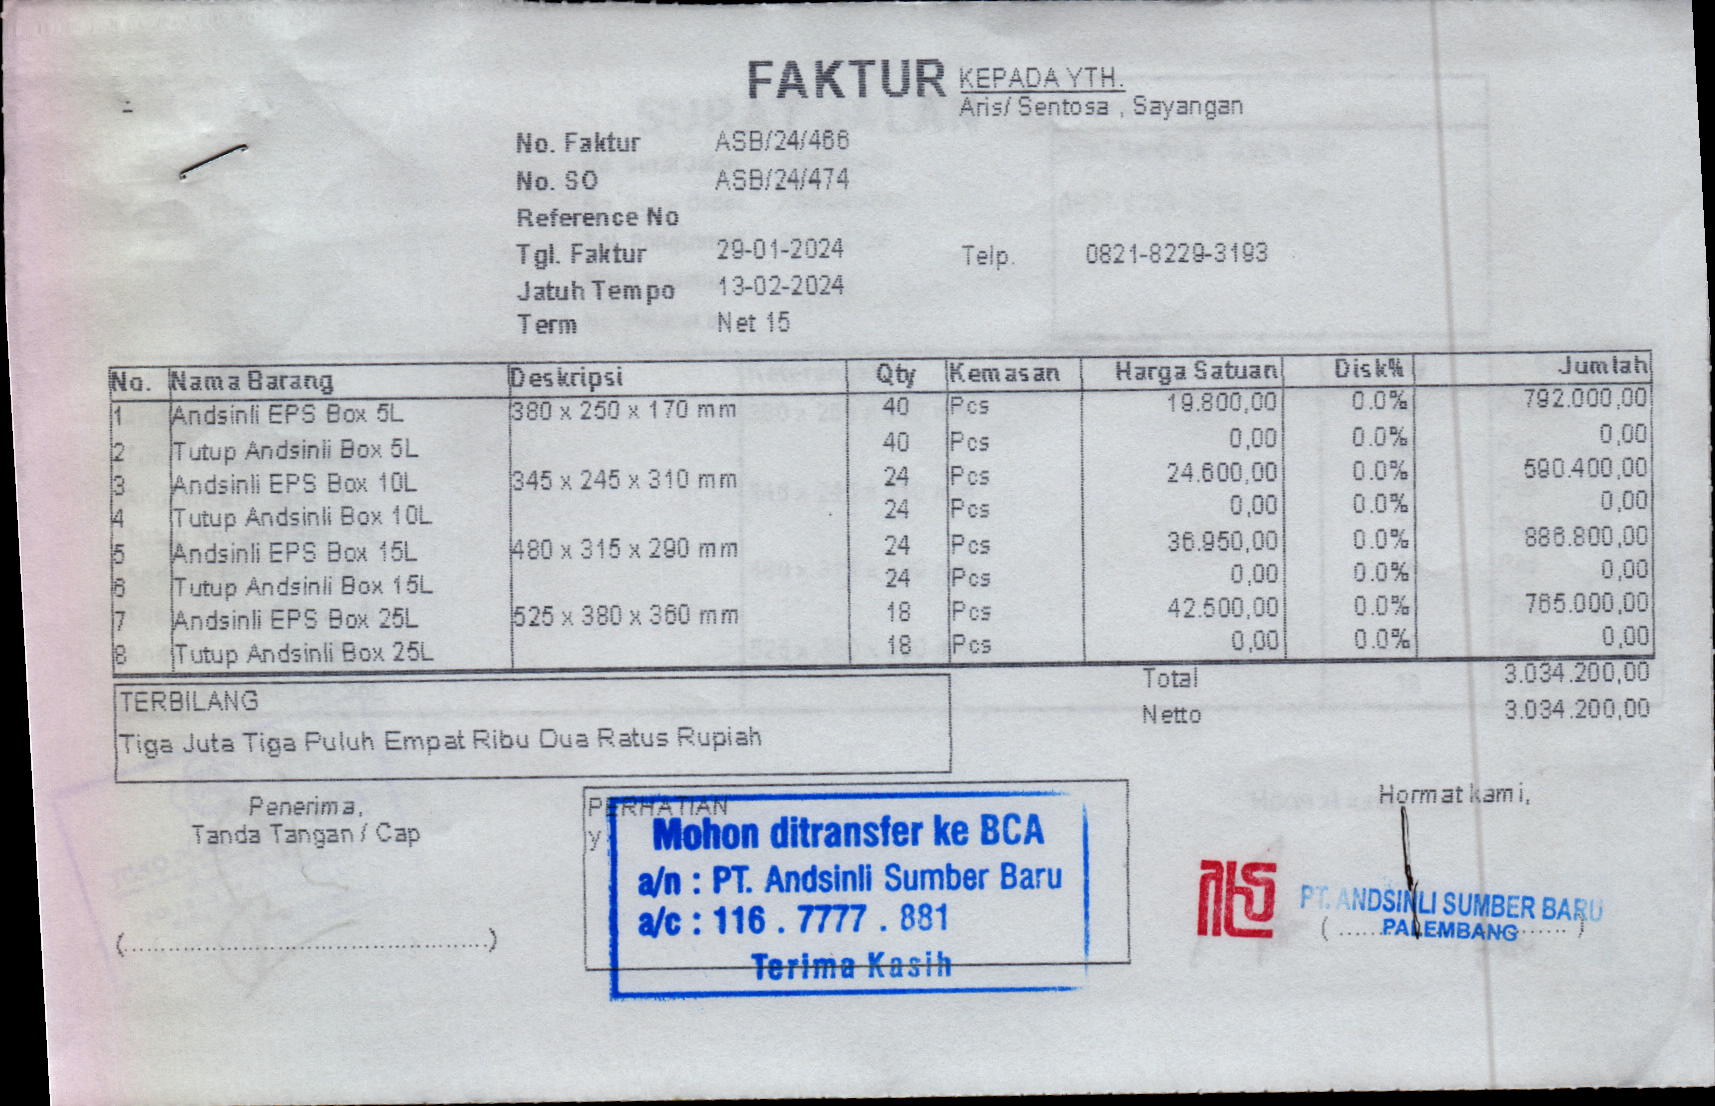 FAKTUR
KEPADA YTH.
Aris/ Sentosa , Sayangan
No. Faktur ASB/24/466
No. SO ASB/24/474
Reference No
Tgl. Faktur 29-01-2024 Telp. 0821-8229-3193
Jatuh Tempo 13-02-2024
Term Net 15
No. Nama Barang Deskripsi Qty Kemasan Harga Satuan Disk% Jumlah
1 Andsinli EPS Box 5L 380 x 250 x 170 mm 40 Pcs 19.800,00 0.0% 792.000,00
2 Tutup Andsinli Box 5L 40 Pcs 0,00 0.0% 0,00
3 Andsinli EPS Box 10L 345 x 245 x 310 mm 24 Pcs 24.600,00 0.0% 590.400,00
4 Tutup Andsinli Box 10L 24 Pcs 0,00 0.0% 0,00
5 Andsinli EPS Box 15L 480 x 315 x 290 mm 24 Pcs 36.950,00 0.0% 886.800,00
6 Tutup Andsinli Box 15L 24 Pcs 0,00 0.0% 0,00
7 Andsinli EPS Box 25L 525 x 380 x 360 mm 18 Pcs 42.500,00 0.0% 765.000,00
8 Tutup Andsinli Box 25L 18 Pcs 0,00 0.0% 0,00
Total 3.034.200,00
Netto 3.034.200,00
TERBILANG
Tiga Juta Tiga Puluh Empat Ribu Dua Ratus Rupiah
Penerima,
Tanda Tangan / Cap
(..................................................)
PERHATIAN
y
Mohon ditransfer ke BCA
a/n : PT. Andsinli Sumber Baru
a/c : 116 . 7777 . 881
Terima Kasih
Hormat kami,
PT. ANDSINLI SUMBER BARU
PALEMBANG